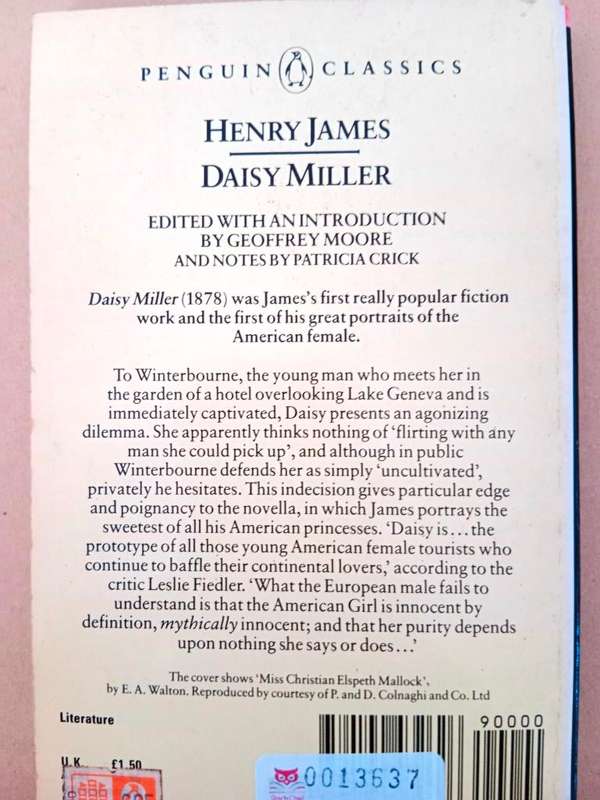 PENGUIN CLASSICS
HENRY JAMES
DAISY MILLER
EDITED WITH AN INTRODUCTION
BY GEOFFREY MOORE
AND NOTES BY PATRICIA CRICK
Daisy Miller (1878) was James's first really popular fiction
work and the first of his great portraits of the
American female.
To Winterbourne, the young man who meets her in
the garden of a hotel overlooking Lake Geneva and is
immediately captivated, Daisy presents an agonizing
dilemma. She apparently thinks nothing of 'flirting with any
man she could pick up', and although in public
Winterbourne defends her as simply 'uncultivated',
privately he hesitates. This indecision gives particular edge
and poignancy to the novella, in which James portrays the
sweetest of all his American princesses. 'Daisy is...the
prototype of all those young American female tourists who
continue to baffle their continental lovers,' according to the
critic Leslie Fiedler. 'What the European male fails to
understand is that the American Girl is innocent by
definition, mythically innocent; and that her purity depends
upon nothing she says or does...'
The cover shows 'Miss Christian Elspeth Mallock',
by E. A. Walton. Reproduced by courtesy of P. and D. Colnaghi and Co. Ltd
Literature
90000
U.K. £1.50
0013637